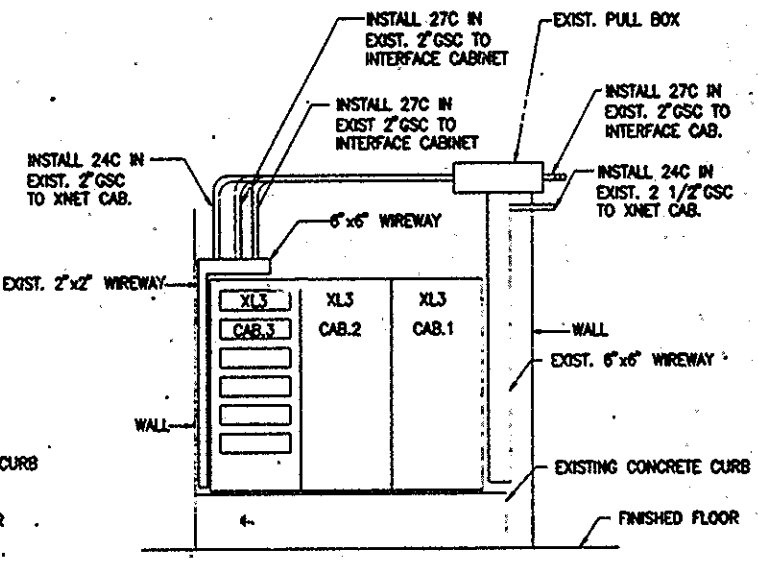 INSTALL 27C IN
EXIST. 2"GSC TO
INTERFACE CABINET
EXIST. PULL BOX
INSTALL 27C IN
EXIST 2"GSC TO
INTERFACE CABINET
INSTALL 27C IN
EXIST. 2"GSC TO
INTERFACE CAB.
INSTALL 24C IN
EXIST. 2"GSC
TO XNET CAB.
INSTALL 24C IN
EXIST. 2 1/2"GSC
TO XNET CAB.
6"x6" WIREWAY
EXIST. 2"x2" WIREWAY
XL3
CAB.3
XL3
CAB.2
XL3
CAB.1
WALL
EXIST. 6"x6" WIREWAY
WALL
CURB
EXISTING CONCRETE CURB
R
FINISHED FLOOR